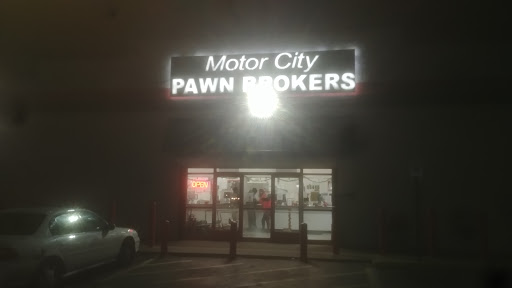 Motor City
PAWN BROKERS
OPEN